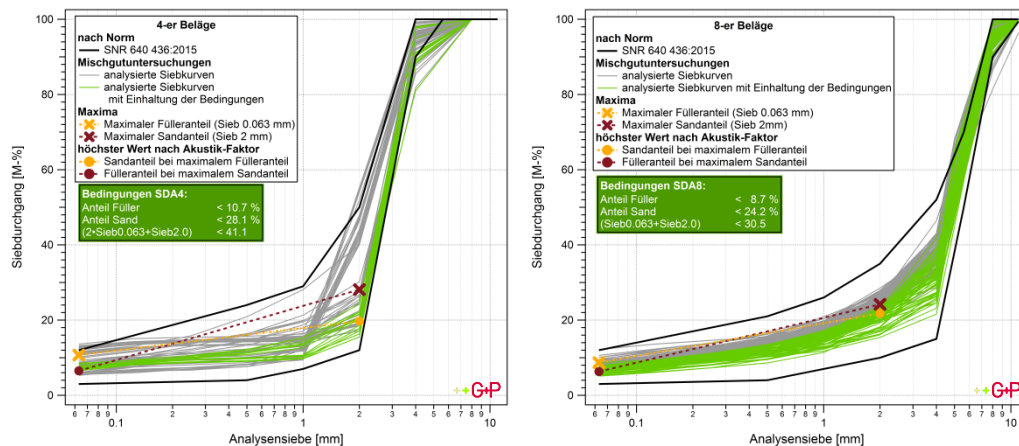 4-er Beläge
nach Norm
SNR 640 436:2015
Mischgutuntersuchungen
analysierte Siebkurven
analysierte Siebkurven
mit Einhaltung der Bedingungen
Maxima
Maximaler Fülleranteil (Sieb 0.063 mm)
Maximaler Sandanteil (Sieb 2 mm)
höchster Wert nach Akustik-Faktor
Sandanteil bei maximalem Fülleranteil
Fülleranteil bei maximalem Sandanteil
Bedingungen SDA4:
Anteil Füller < 10.7 %
Anteil Sand < 28.1 %
(2•Sieb0.063+Sieb2.0) < 41.1
Siebdurchgang [M-%]
100
80
60
40
20
0
6 7 8 9 0.1 2 3 4 5 6 7 8 9 1 2 3 4 5 6 7 8 9 10
Analysensiebe [mm]
++G+P
8-er Beläge
nach Norm
SNR 640 436:2015
Mischgutuntersuchungen
analysierte Siebkurven
analysierte Siebkurven mit Einhaltung der Bedingungen
Maxima
Maximaler Fülleranteil (Sieb 0.063 mm)
Maximaler Sandanteil (Sieb 2mm)
höchster Wert nach Akustik-Faktor
Sandanteil bei maximalem Fülleranteil
Fülleranteil bei maximalem Sandanteil
Bedingungen SDA8:
Anteil Füller < 8.7 %
Anteil Sand < 24.2 %
(Sieb0.063+Sieb2.0) < 30.5
Siebdurchgang [M-%]
100
80
60
40
20
0
6 7 8 9 0.1 2 3 4 5 6 7 8 9 1 2 3 4 5 6 7 8 9 10
Analysensiebe [mm]
++G+P